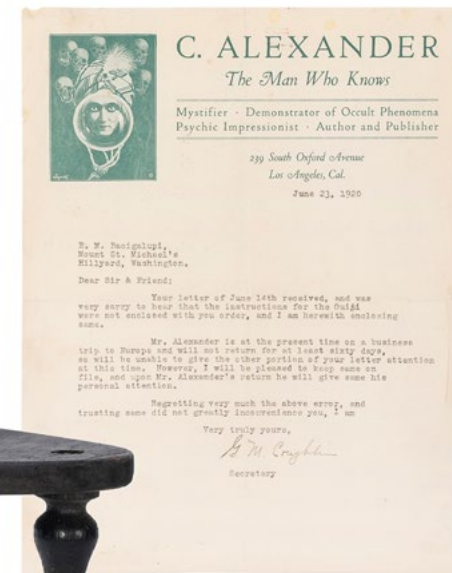 C. ALEXANDER
The Man Who Knows
Mystifier · Demonstrator of Occult Phenomena
Psychic Impressionist · Author and Publisher
239 South Oxford Avenue
Los Angeles, Cal.
June 23, 1920
Bacigalupi,
Mount St. Michael's
Hillyard, Washington.
Dear Sir & Friend:
Your letter of June 14th received, and was
very sorry to hear that the instructions for the
were not enclosed with you order, and I am herewith enclosing
same.
Mr. Alexander is at the present time on a business
trip to Europe and will not return for at least sixty days,
so will be unable to give the other portion of your letter attention
at this time. However, I will be pleased to keep same on
file, and upon Mr. Alexander's return he will give same his
personal attention.
Regretting very much the above error, and
trusting same did not greatly inconvenience you, I am
Very truly yours,
G. M.
Secretary